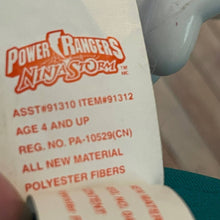 POWER RANGERS
NINJA STORM
TM
ASST#91310 ITEM#91312
AGE 4 AND UP
REG. NO. PA-10529(CN)
ALL NEW MATERIAL
POLYESTER FIBERS